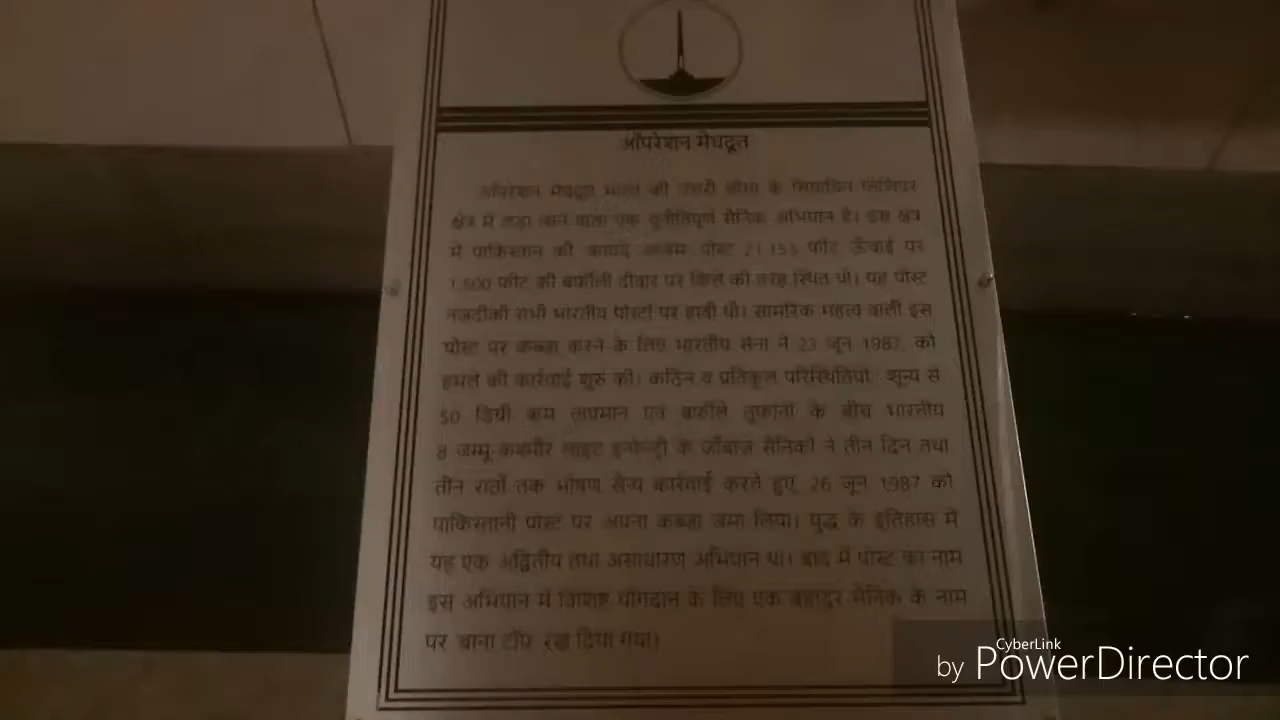 ऑपरेशन मेघदूत
ऑपरेशन मेघदूत भारत की उत्तरी सीमा के सियाचिन ग्लेशियर
क्षेत्र में लड़ा जाने वाला एक चुनौतिपूर्ण सैनिक अभियान है। इस क्षेत्र
में पाकिस्तान की कायद आजम पोस्ट 21,153 फीट ऊँचाई पर
1,500 फीट की बर्फीली दीवार पर किले की तरह स्थित थी। यह पोस्ट
नजदीकी सभी भारतीय पोस्टों पर हावी थी। सामरिक महत्व वाली इस
पोस्ट पर कब्जा करने के लिए भारतीय सेना ने 23 जून 1987, को
हमले की कार्रवाई शुरु की। कठिन व प्रतिकूल परिस्थितियों, शून्य से
50 डिग्री कम तापमान एवं बर्फीले तूफानों के बीच भारतीय
8 जम्मू-कश्मीर लाइट इन्फेन्ट्री के जाँबाज सैनिकों ने तीन दिन तथा
तीन रातों तक भीषण सैन्य कार्रवाई करते हुए, 26 जून 1987 को
पाकिस्तानी पोस्ट पर अपना कब्जा जमा लिया। युद्ध के इतिहास में
यह एक अद्वितीय तथा असाधारण अभियान था। बाद में पोस्ट का नाम
इस अभियान में विशिष्ट योगदान के लिए एक बहादुर सैनिक के नाम
पर बाना टॉप रख दिया गया।
CyberLink
by PowerDirector